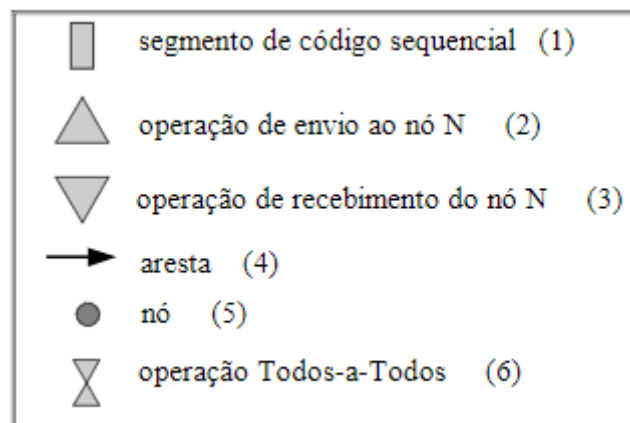 segmento de código sequencial (1)
operação de envio ao nó N (2)
operação de recebimento do nó N (3)
aresta (4)
nó (5)
operação Todos-a-Todos (6)